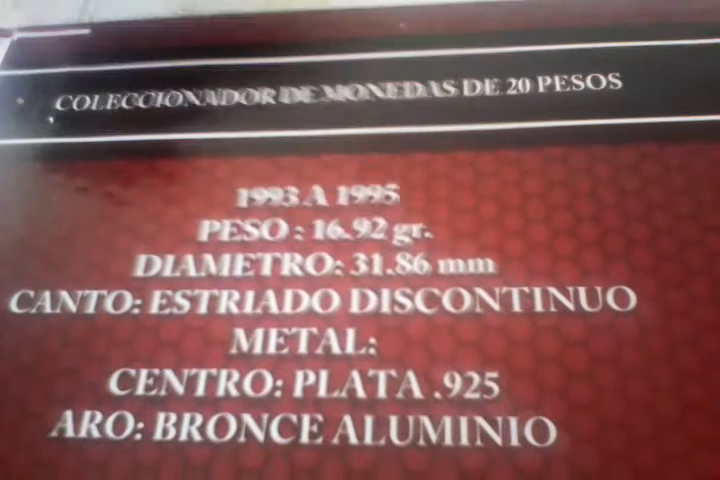 COLECCIONADOR DE MONEDAS DE 20 PESOS
1993 A 1995
PESO : 16.92 gr.
DIAMETRO: 31.86 mm
CANTO: ESTRIADO DISCONTINUO
METAL:
CENTRO: PLATA .925
ARO: BRONCE ALUMINIO